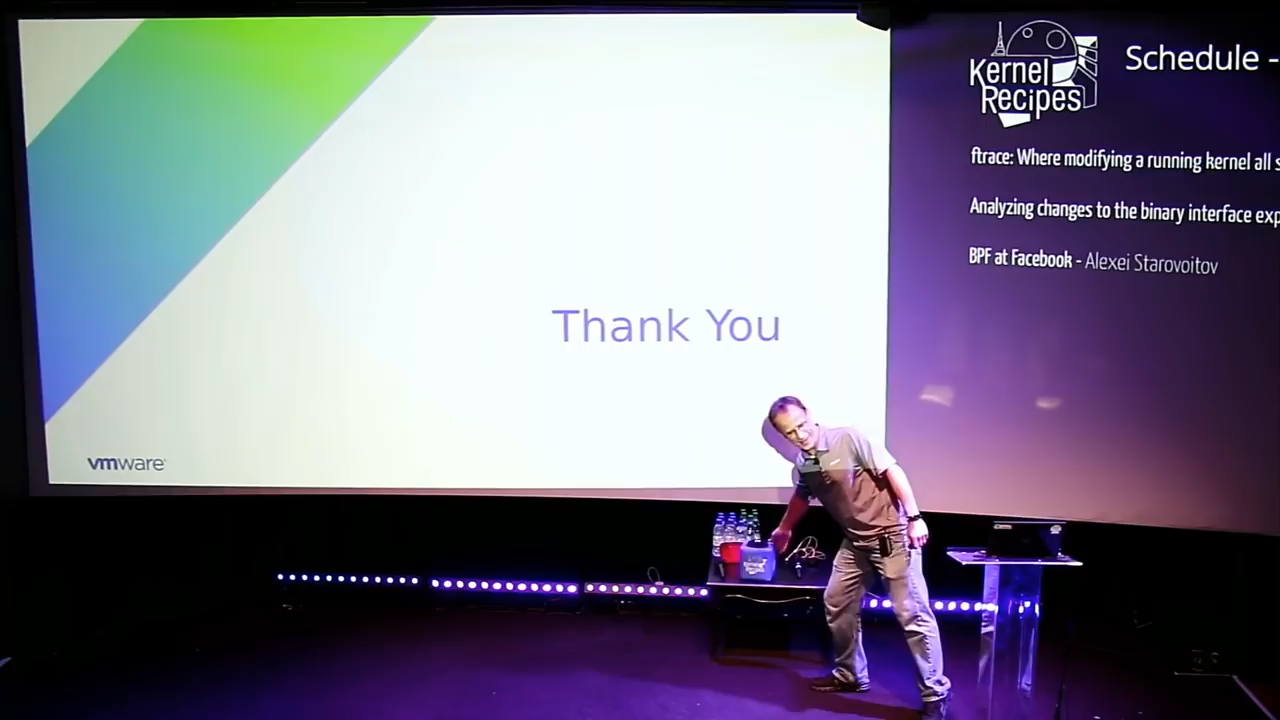 Thank You
vmware
Kernel
Recipes
Schedule -
ftrace: Where modifying a running kernel all s
Analyzing changes to the binary interface exp
BPF at Facebook - Alexei Starovoitov